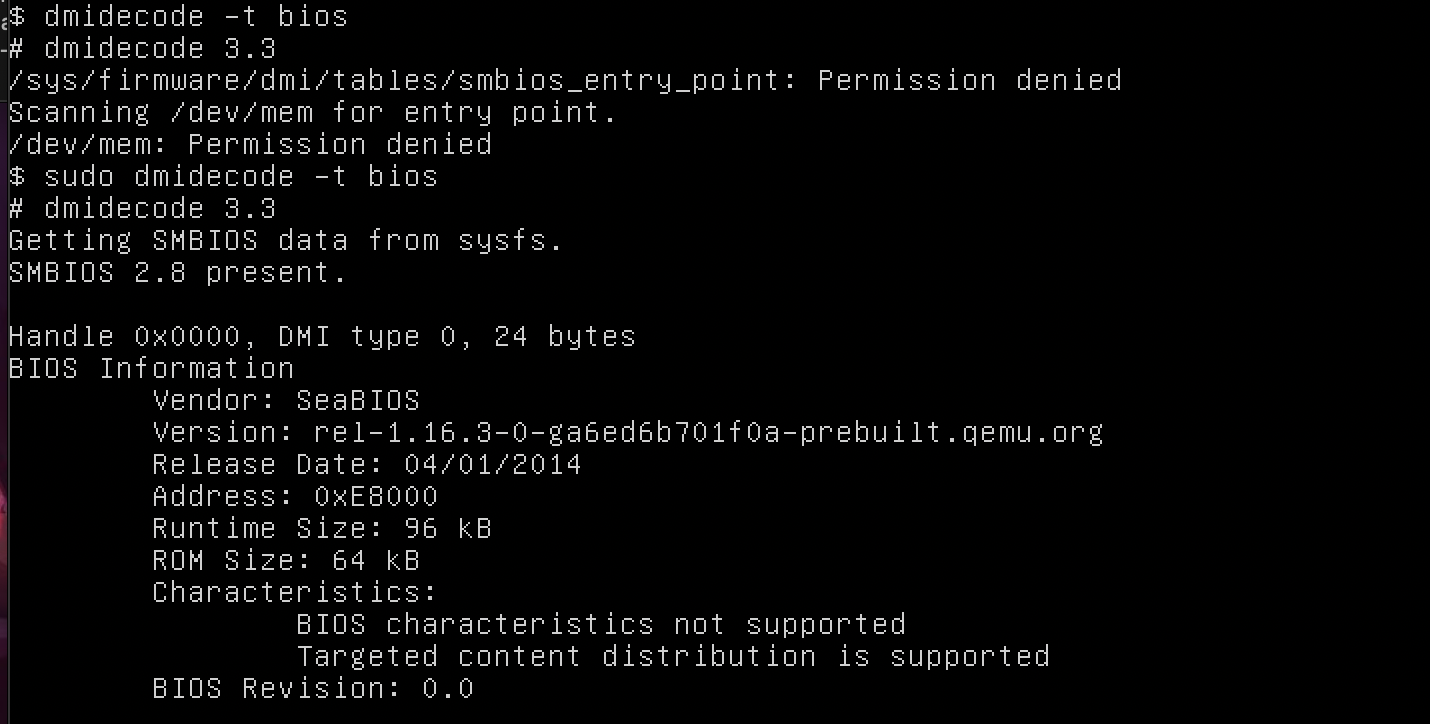 $ dmidecode -t bios
# dmidecode 3.3
/sys/firmware/dmi/tables/smbios_entry_point: Permission denied
Scanning /dev/mem for entry point.
/dev/mem: Permission denied
$ sudo dmidecode -t bios
# dmidecode 3.3
Getting SMBIOS data from sysfs.
SMBIOS 2.8 present.

Handle 0x0000, DMI type 0, 24 bytes
BIOS Information
        Vendor: SeaBIOS
        Version: rel-1.16.3-0-ga6ed6b701f0a-prebuilt.qemu.org
        Release Date: 04/01/2014
        Address: 0xE8000
        Runtime Size: 96 kB
        ROM Size: 64 kB
        Characteristics:
                BIOS characteristics not supported
                Targeted content distribution is supported
        BIOS Revision: 0.0